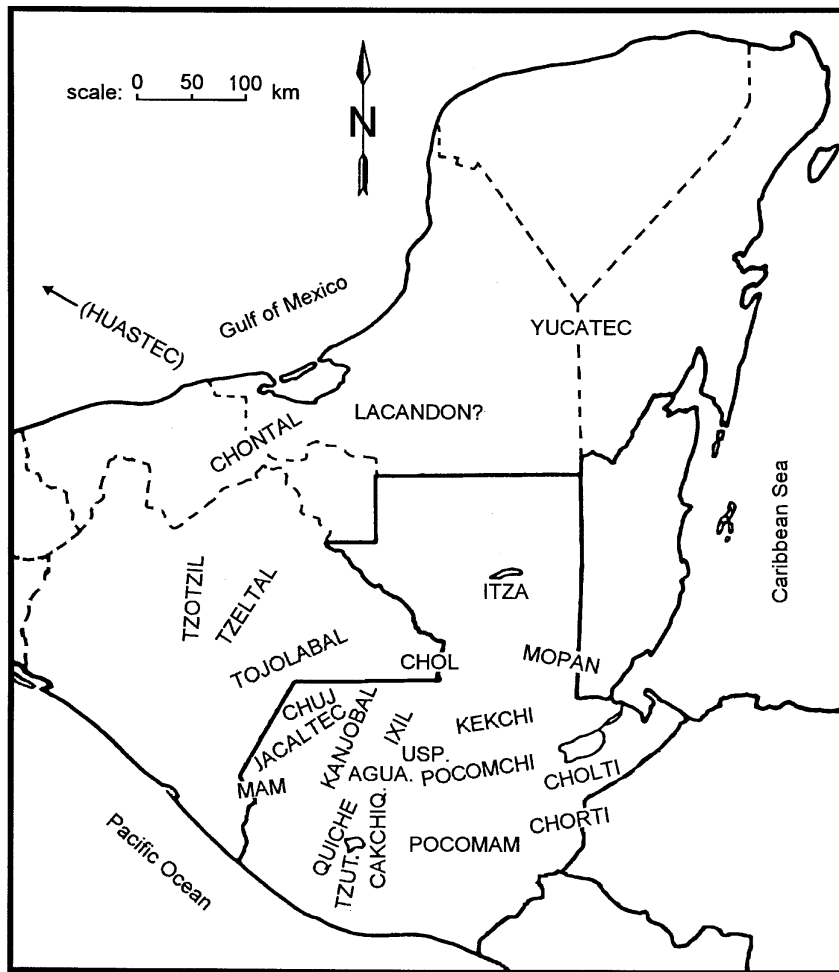 scale: 0 50 100 km
N
Gulf of Mexico
(HUASTEC)
YUCATEC
LACANDON?
CHONTAL
Caribbean Sea
TZOTZIL
TZELTAL
ITZA
TOJOLABAL
CHOL
MOPAN
CHUJ
JACALTEC
KANJOBAL
IXIL
KEKCHI
USP.
AGUA.
POCOMCHI
CHOLTI
MAM
QUICHE
TZUT.
CAKCHIQ.
POCOMAM
CHORTI
Pacific Ocean